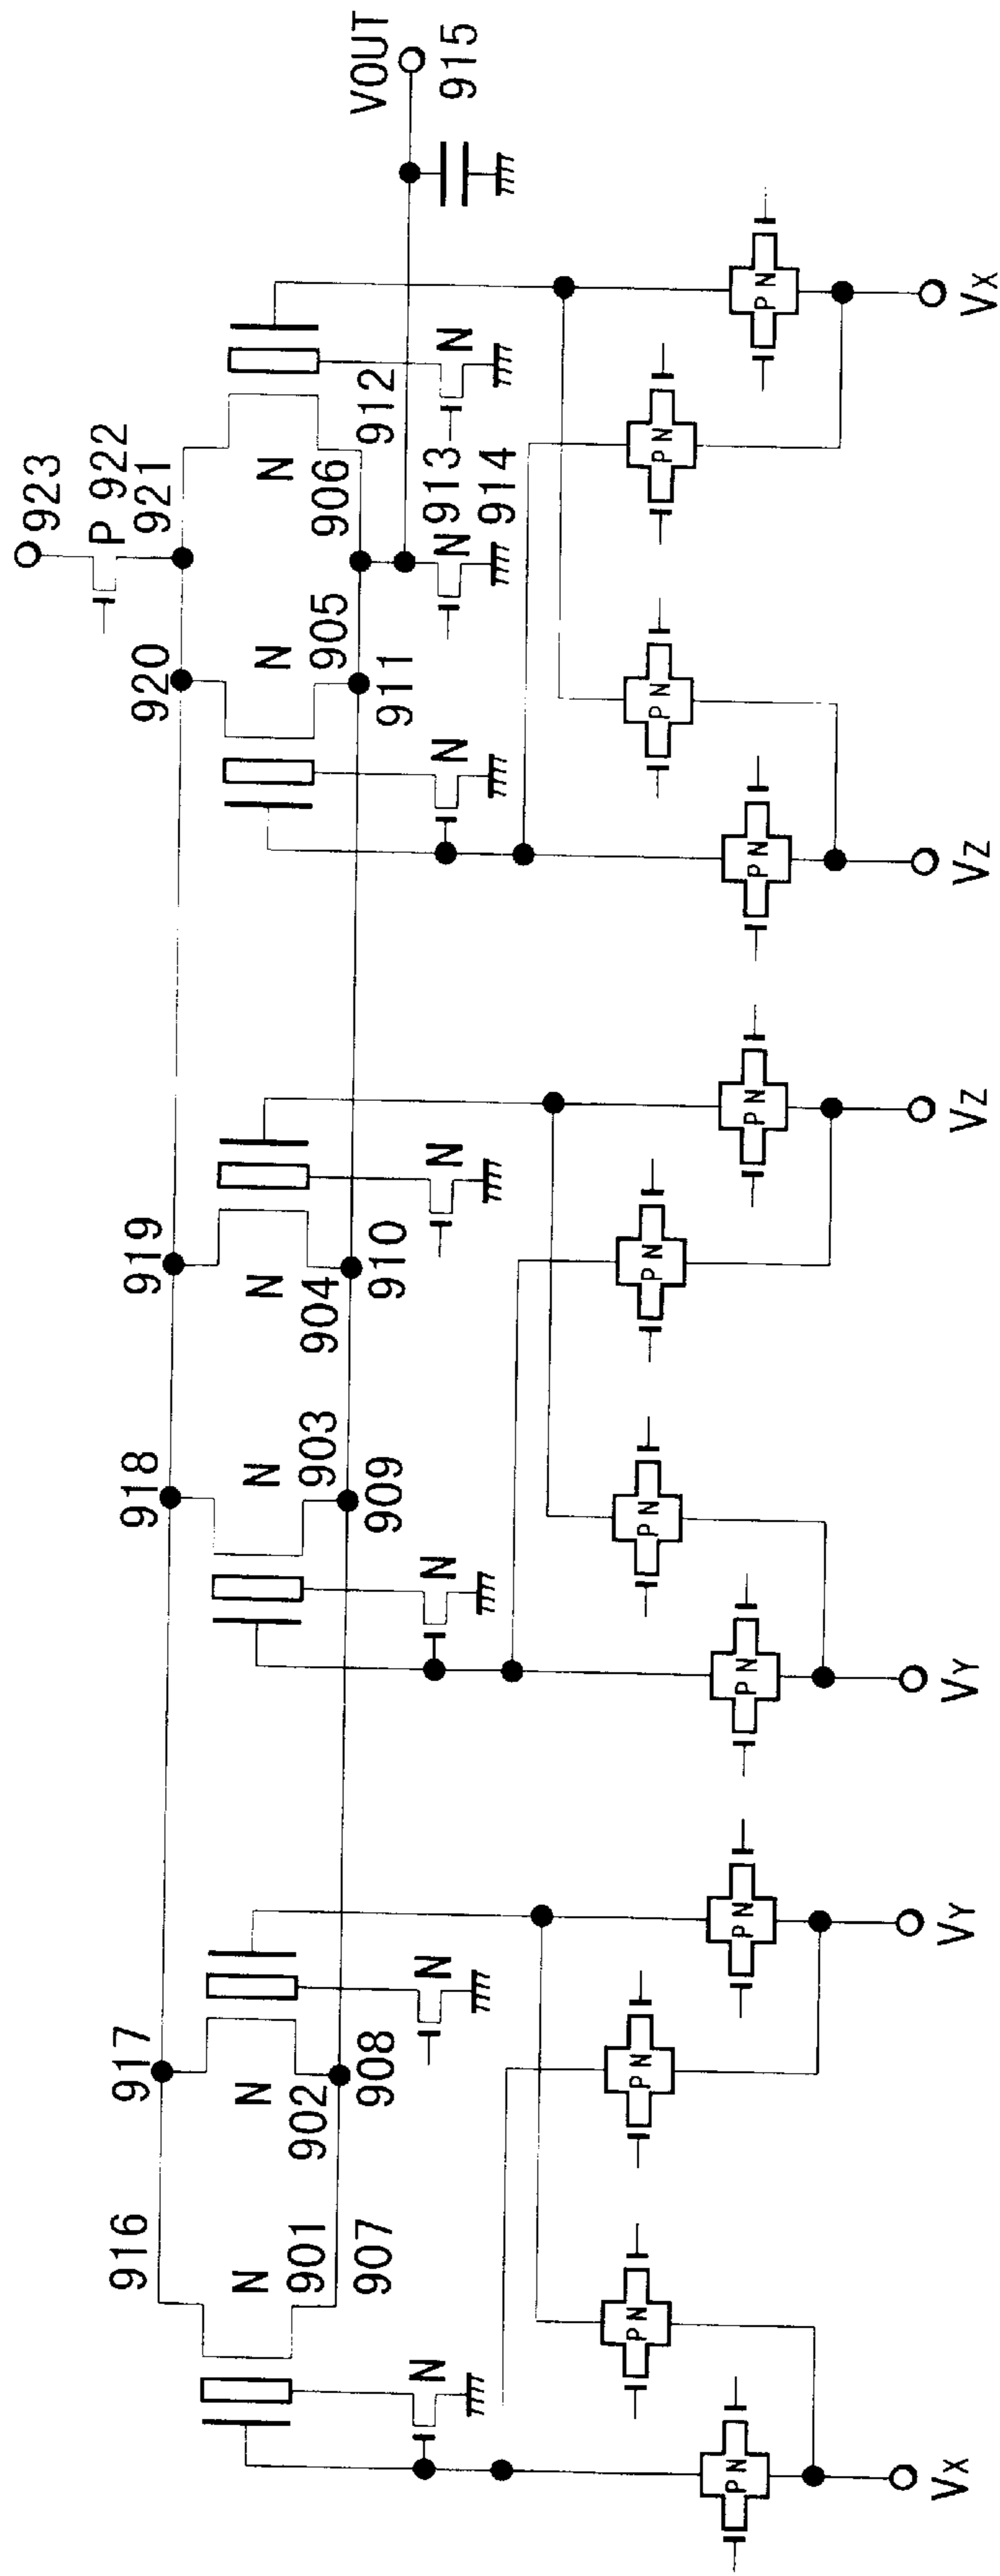 923
P 922
916 917 918 919 920 921
N N N N N N
901 902 903 904 905 906
907 908 909 910 911 912
VOUT
N N N N N N 913
N
914
915
PN PN PN PN PN PN
PN PN PN PN PN PN
VX VY VY VZ VZ VX